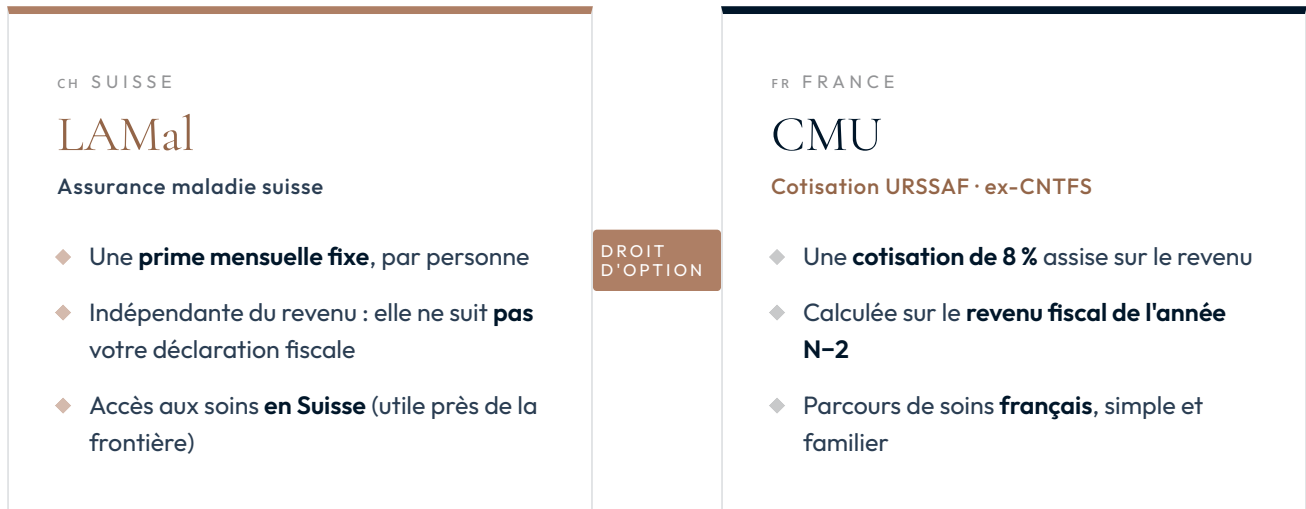 CH SUISSE
LAMal
Assurance maladie suisse
Une prime mensuelle fixe, par personne
Indépendante du revenu : elle ne suit pas
votre déclaration fiscale
Accès aux soins en Suisse (utile près de la
frontière)
DROIT
D'OPTION
FR FRANCE
CMU
Cotisation URSSAF · ex-CNTFS
Une cotisation de 8 % assise sur le revenu
Calculée sur le revenu fiscal de l'année
N−2
Parcours de soins français, simple et
familier